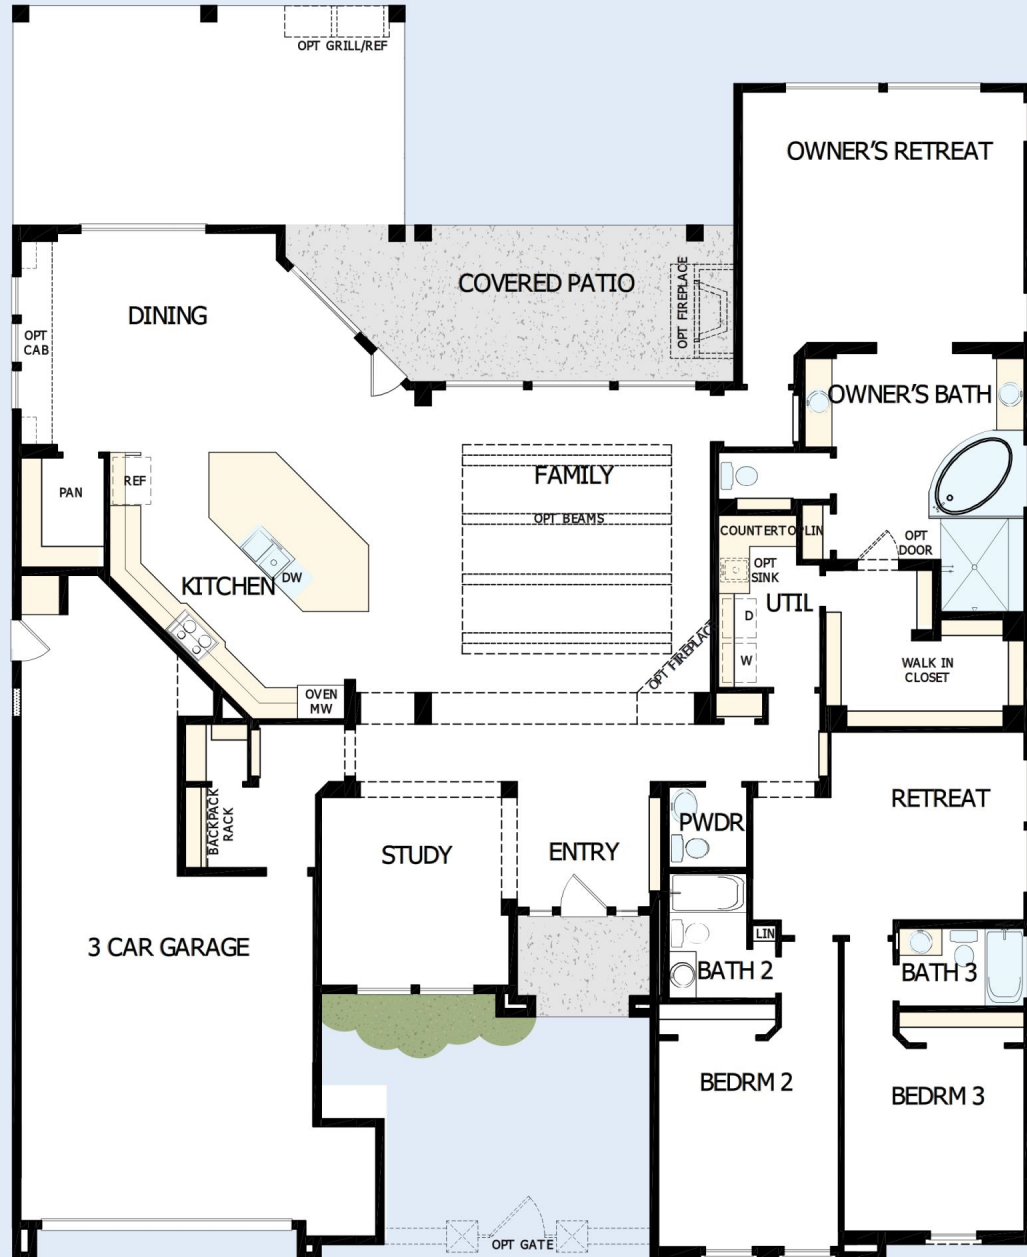 OPT GRILL/REF
OWNER'S RETREAT
COVERED PATIO
OPT FIREPLACE
DINING
OPT
CAB
OWNER'S BATH
PAN
REF
FAMILY
OPT BEAMS
COUNTERTOP
LIN
OPT
DOOR
OPT
SINK
KITCHEN
DW
UTIL
D
W
OPT FIREPLACE
WALK IN
CLOSET
OVEN
MW
BACKPACK
RACK
RETREAT
PWDR
STUDY
ENTRY
3 CAR GARAGE
LIN
BATH 2
BATH 3
BEDRM 2
BEDRM 3
OPT GATE